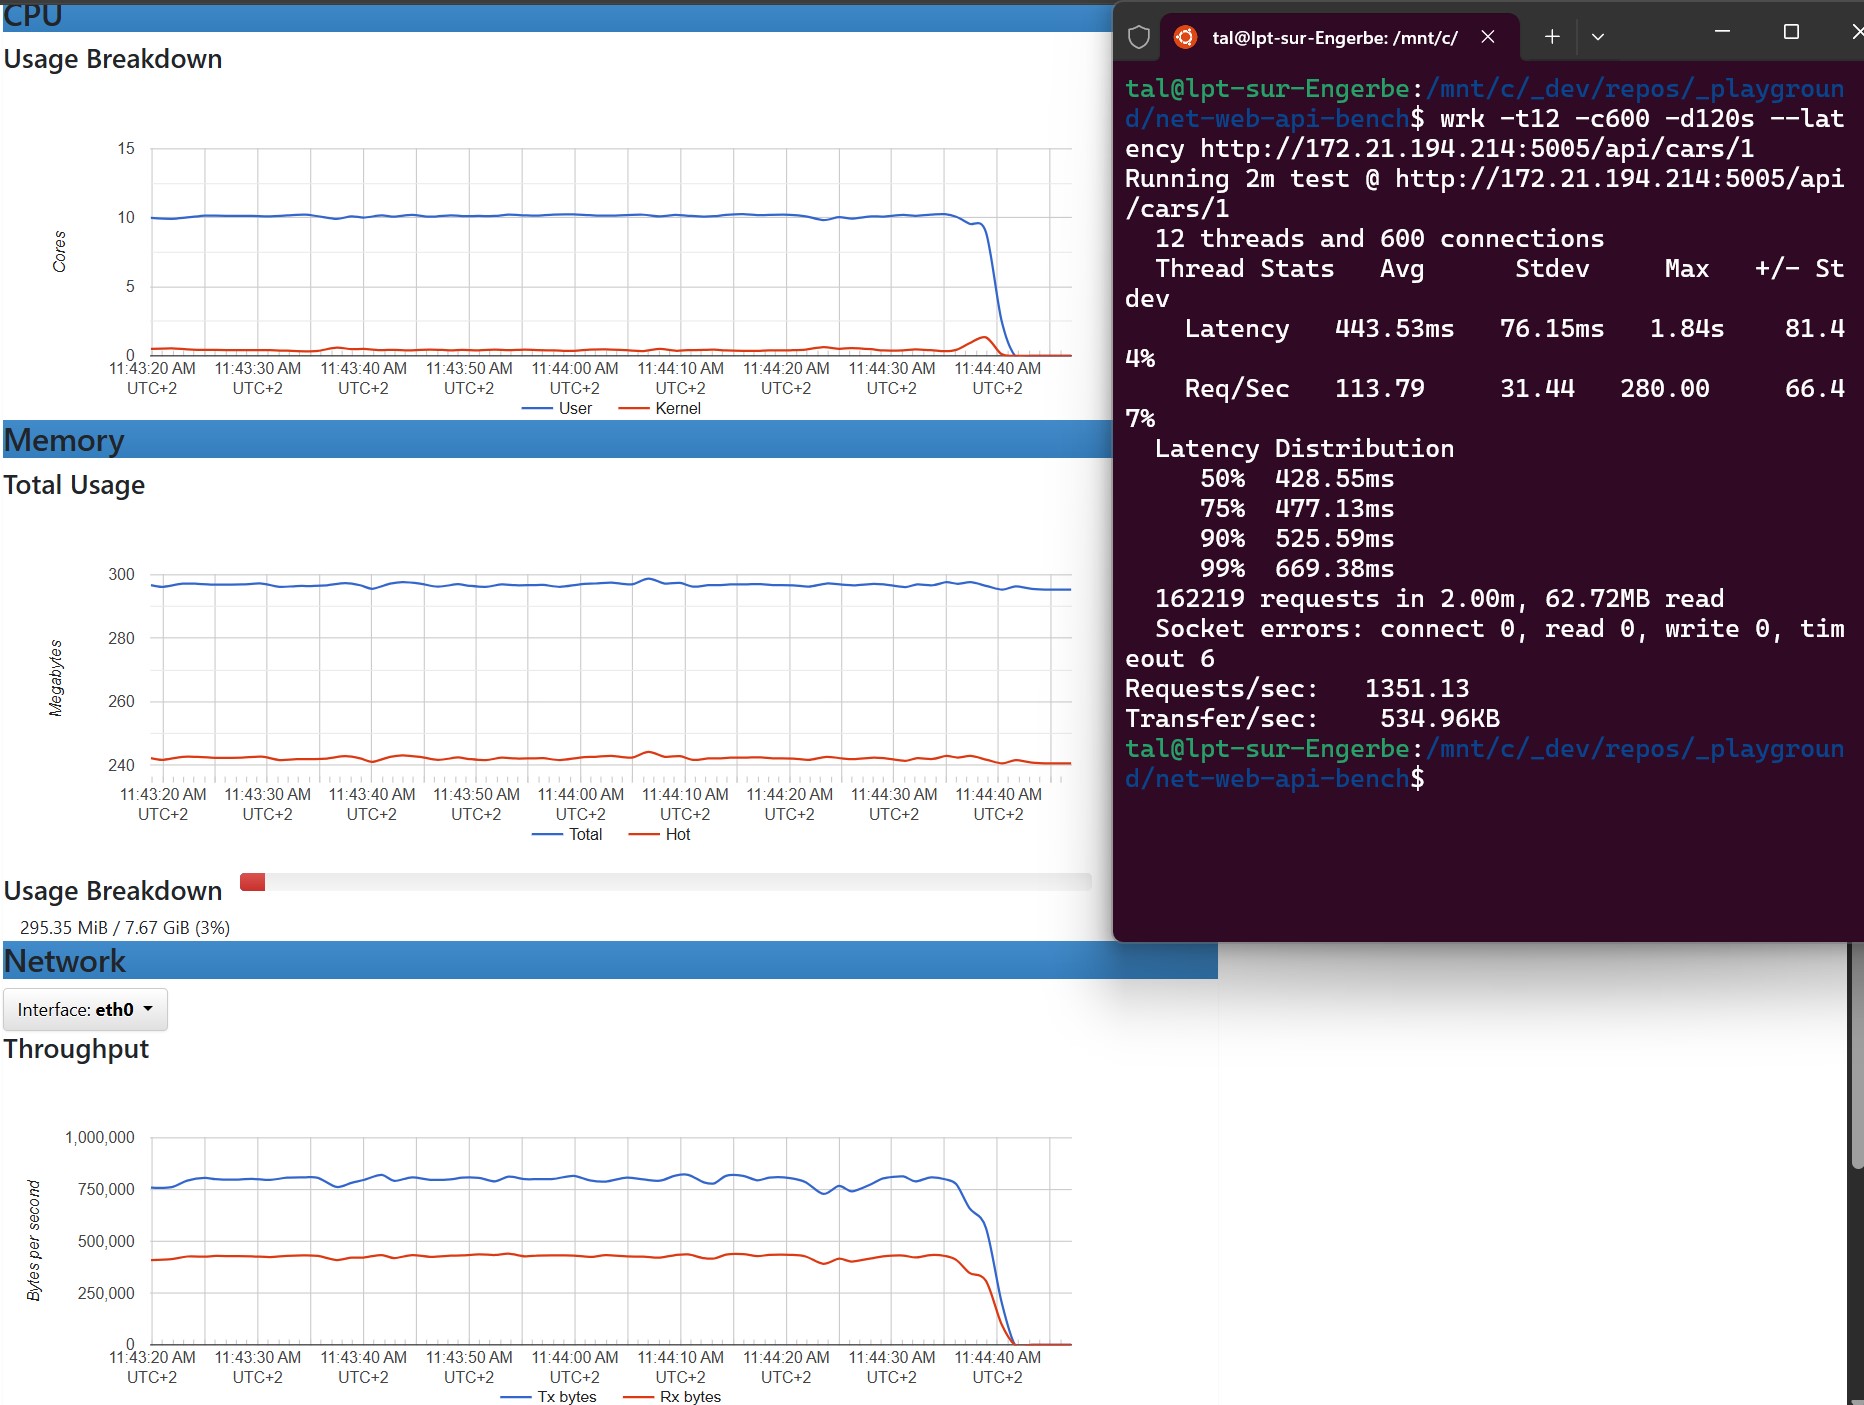 CPU
Usage Breakdown
15
10
5
0
Cores
11:43:20 AM 11:43:30 AM 11:43:40 AM 11:43:50 AM 11:44:00 AM 11:44:10 AM 11:44:20 AM 11:44:30 AM 11:44:40 AM
UTC+2 UTC+2 UTC+2 UTC+2 UTC+2 UTC+2 UTC+2 UTC+2 UTC+2
User Kernel
Memory
Total Usage
300
280
260
240
Megabytes
11:43:20 AM 11:43:30 AM 11:43:40 AM 11:43:50 AM 11:44:00 AM 11:44:10 AM 11:44:20 AM 11:44:30 AM 11:44:40 AM
UTC+2 UTC+2 UTC+2 UTC+2 UTC+2 UTC+2 UTC+2 UTC+2 UTC+2
Total Hot
Usage Breakdown
295.35 MiB / 7.67 GiB (3%)
Network
Interface: eth0
Throughput
1,000,000
750,000
500,000
250,000
0
Bytes per second
11:43:20 AM 11:43:30 AM 11:43:40 AM 11:43:50 AM 11:44:00 AM 11:44:10 AM 11:44:20 AM 11:44:30 AM 11:44:40 AM
UTC+2 UTC+2 UTC+2 UTC+2 UTC+2 UTC+2 UTC+2 UTC+2 UTC+2
Tx bytes Rx bytes
tal@lpt-sur-Engerbe: /mnt/c/
tal@lpt-sur-Engerbe:/mnt/c/_dev/repos/_playgroun
d/net-web-api-bench$ wrk -t12 -c600 -d120s --lat
ency http://172.21.194.214:5005/api/cars/1
Running 2m test @ http://172.21.194.214:5005/api
/cars/1
12 threads and 600 connections
Thread Stats Avg Stdev Max +/- St
dev
Latency 443.53ms 76.15ms 1.84s 81.4
4%
Req/Sec 113.79 31.44 280.00 66.4
7%
Latency Distribution
50% 428.55ms
75% 477.13ms
90% 525.59ms
99% 669.38ms
162219 requests in 2.00m, 62.72MB read
Socket errors: connect 0, read 0, write 0, tim
eout 6
Requests/sec: 1351.13
Transfer/sec: 534.96KB
tal@lpt-sur-Engerbe:/mnt/c/_dev/repos/_playgroun
d/net-web-api-bench$